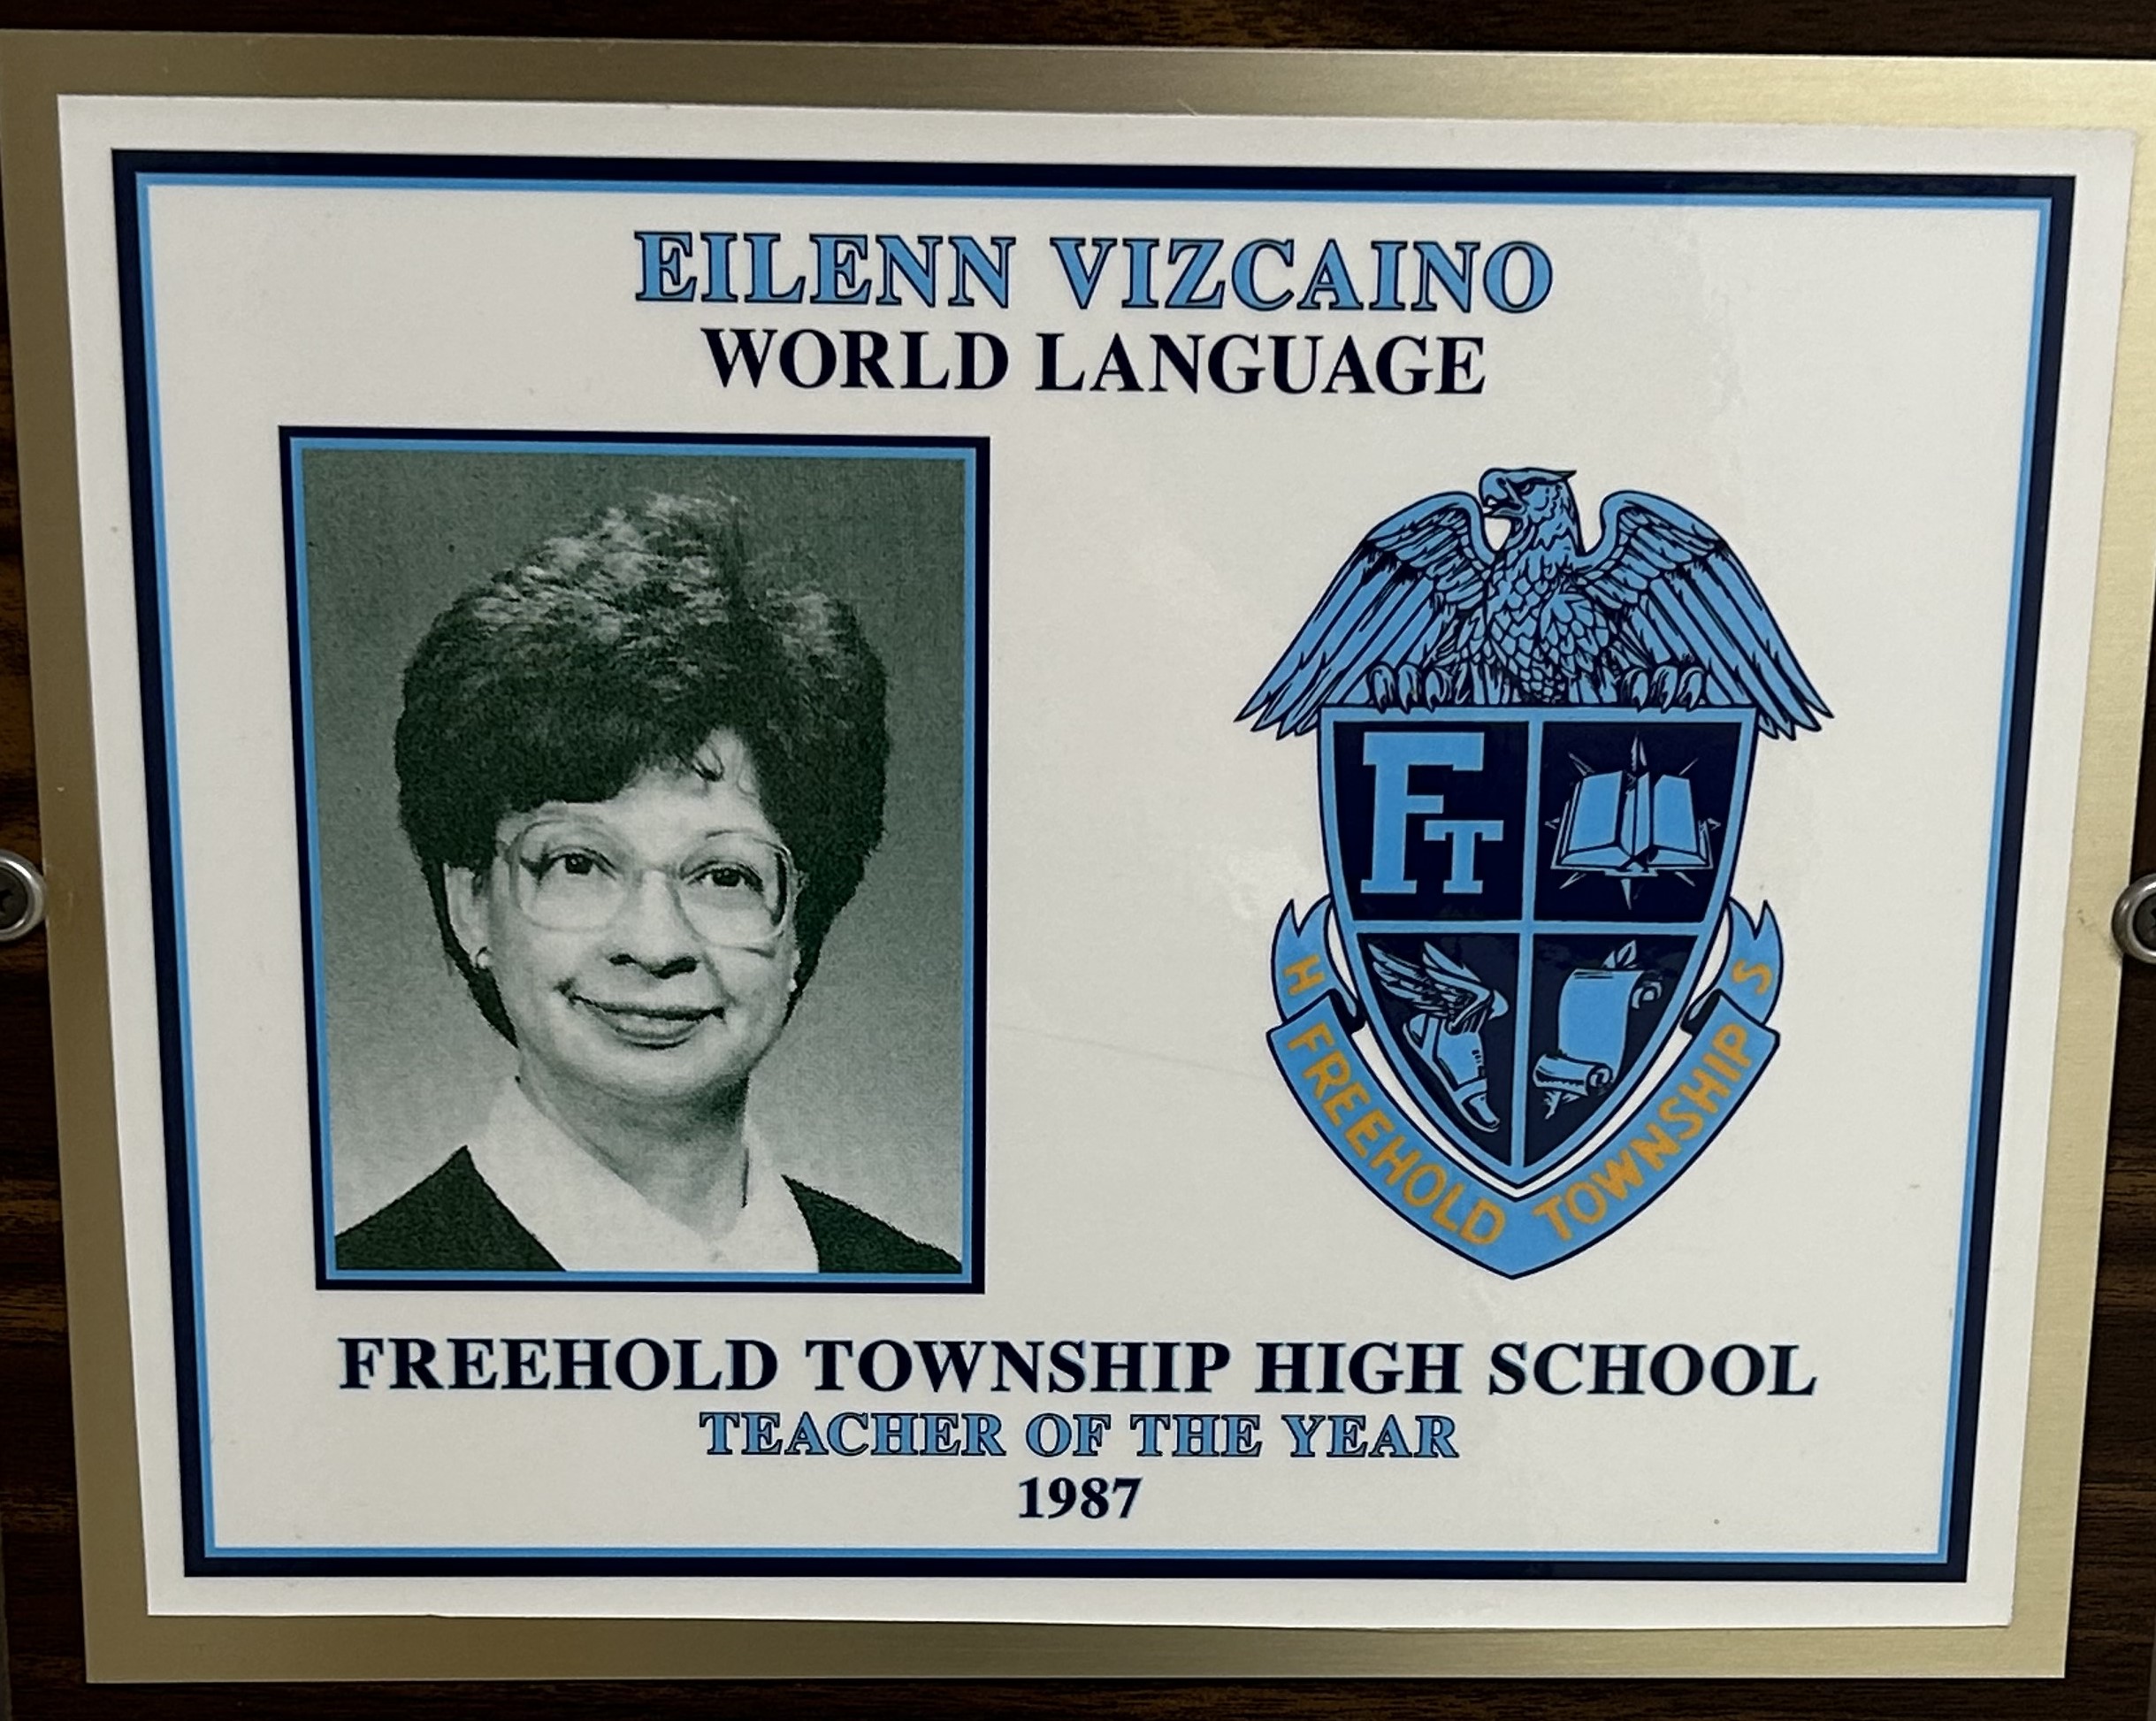 EILENN VIZCAINO
WORLD LANGUAGE
FT
H FREEHOLD TOWNSHIP S
FREEHOLD TOWNSHIP HIGH SCHOOL
TEACHER OF THE YEAR
1987